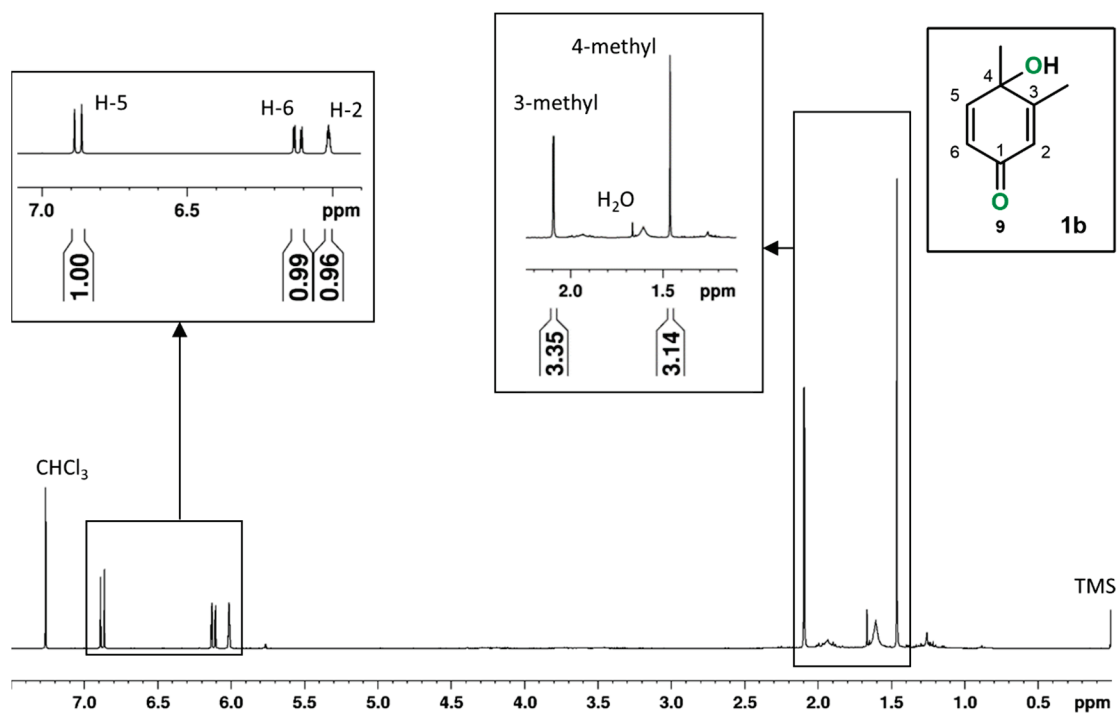 H-5
H-6
H-2
7.0
6.5
ppm
1.00
0.99
0.96
4-methyl
3-methyl
H₂O
2.0
1.5
ppm
3.35
3.14
OH
4
3
5
6
1
2
O
9
1b
CHCl₃
TMS
7.0 6.5 6.0 5.5 5.0 4.5 4.0 3.5 3.0 2.5 2.0 1.5 1.0 0.5 ppm